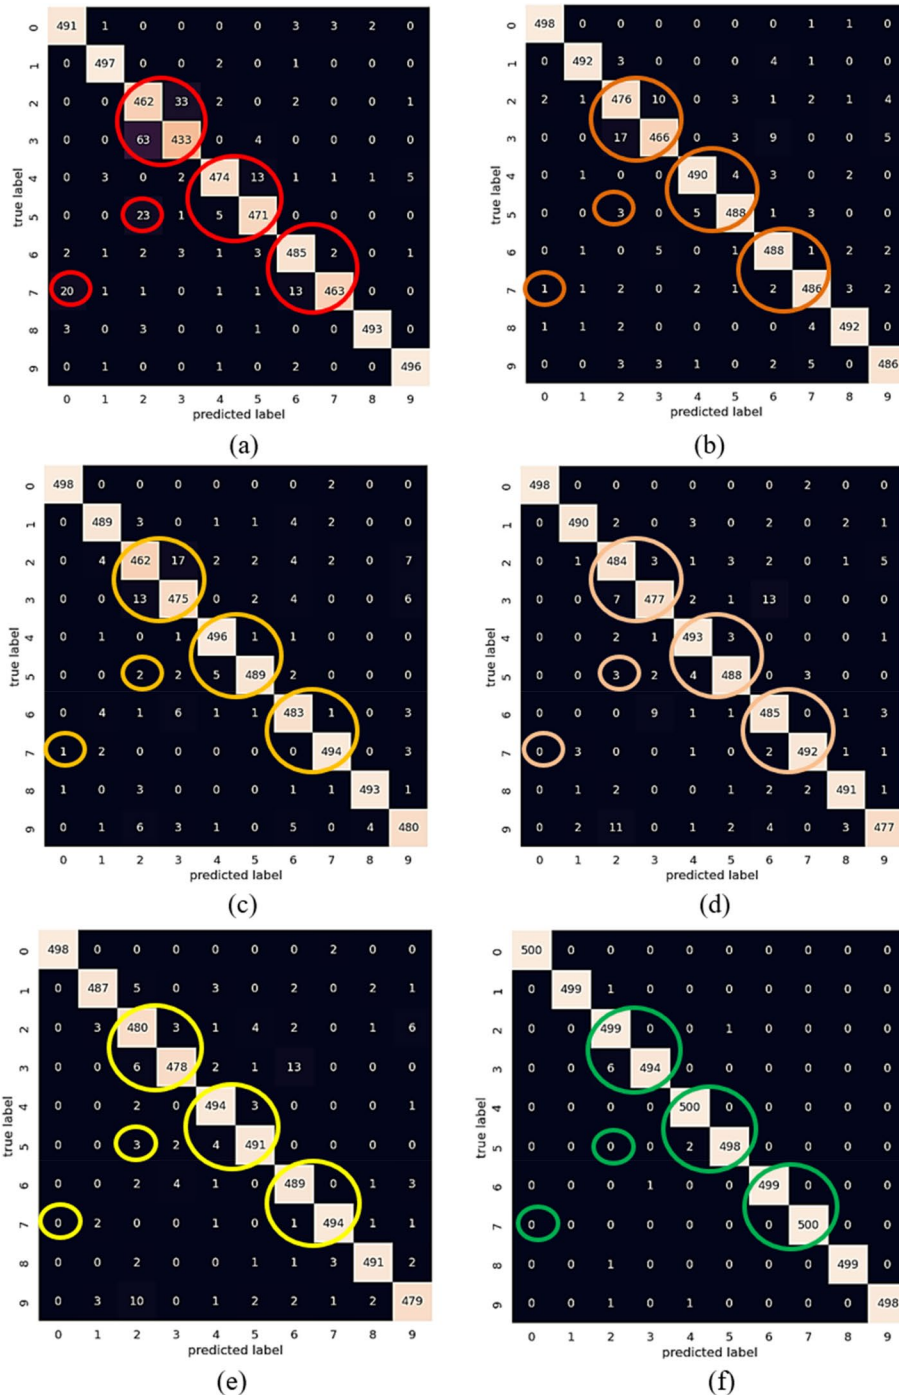 true label
0 491 1 0 0 0 0 3 3 2 0
1 0 497 0 0 2 0 1 0 0 0
2 0 0 462 33 2 0 2 0 0 1
3 0 0 63 433 0 4 0 0 0 0
4 0 3 0 2 474 13 1 1 1 5
5 0 0 23 1 5 471 0 0 0 0
6 2 1 2 3 1 3 485 2 0 1
7 20 1 1 0 1 1 13 463 0 0
8 3 0 3 0 0 1 0 0 493 0
9 0 1 0 0 1 0 2 0 0 496
0 1 2 3 4 5 6 7 8 9
predicted label
(a)
true label
0 498 0 0 0 0 0 0 1 1 0
1 0 492 3 0 0 0 4 1 0 0
2 2 1 476 10 0 3 1 2 1 4
3 0 0 17 466 0 3 9 0 0 5
4 0 1 0 0 490 4 3 0 2 0
5 0 0 3 0 5 488 1 3 0 0
6 0 1 0 5 0 1 488 1 2 2
7 1 1 2 0 2 1 2 486 3 2
8 1 1 2 0 0 0 0 4 492 0
9 0 0 3 3 1 0 2 5 0 486
0 1 2 3 4 5 6 7 8 9
predicted label
(b)
true label
0 498 0 0 0 0 0 0 2 0 0
1 0 489 3 0 1 1 4 2 0 0
2 0 4 462 17 2 2 4 2 0 7
3 0 0 13 475 0 2 4 0 0 6
4 0 1 0 1 496 1 1 0 0 0
5 0 0 2 2 5 489 2 0 0 0
6 0 4 1 6 1 1 483 1 0 3
7 1 2 0 0 0 0 0 494 0 3
8 1 0 3 0 0 0 1 1 493 1
9 0 1 6 3 1 0 5 0 4 480
0 1 2 3 4 5 6 7 8 9
predicted label
(c)
true label
0 498 0 0 0 0 0 0 2 0 0
1 0 490 2 0 3 0 2 0 2 1
2 0 1 484 3 1 3 2 0 1 5
3 0 0 7 477 2 1 13 0 0 0
4 0 0 2 1 493 3 0 0 0 1
5 0 0 3 2 4 488 0 3 0 0
6 0 0 0 9 1 1 485 0 1 3
7 0 3 0 0 1 0 2 492 1 1
8 0 1 2 0 0 1 2 2 491 1
9 0 2 11 0 1 2 4 0 3 477
0 1 2 3 4 5 6 7 8 9
predicted label
(d)
true label
0 498 0 0 0 0 0 0 2 0 0
1 0 487 5 0 3 0 2 0 2 1
2 0 3 480 3 1 4 2 0 1 6
3 0 0 6 478 2 1 13 0 0 0
4 0 0 2 0 494 3 0 0 0 1
5 0 0 3 2 4 491 0 0 0 0
6 0 0 2 4 1 0 489 0 1 3
7 0 2 0 0 1 0 1 494 1 1
8 0 0 2 0 0 1 1 3 491 2
9 0 3 10 0 1 2 2 1 2 479
0 1 2 3 4 5 6 7 8 9
predicted label
(e)
true label
0 500 0 0 0 0 0 0 0 0 0
1 0 499 1 0 0 0 0 0 0 0
2 0 0 499 0 0 1 0 0 0 0
3 0 0 6 494 0 0 0 0 0 0
4 0 0 0 0 500 0 0 0 0 0
5 0 0 0 0 2 498 0 0 0 0
6 0 0 0 1 0 0 499 0 0 0
7 0 0 0 0 0 0 0 500 0 0
8 0 0 1 0 0 0 0 0 499 0
9 0 0 1 0 1 0 0 0 0 498
0 1 2 3 4 5 6 7 8 9
predicted label
(f)